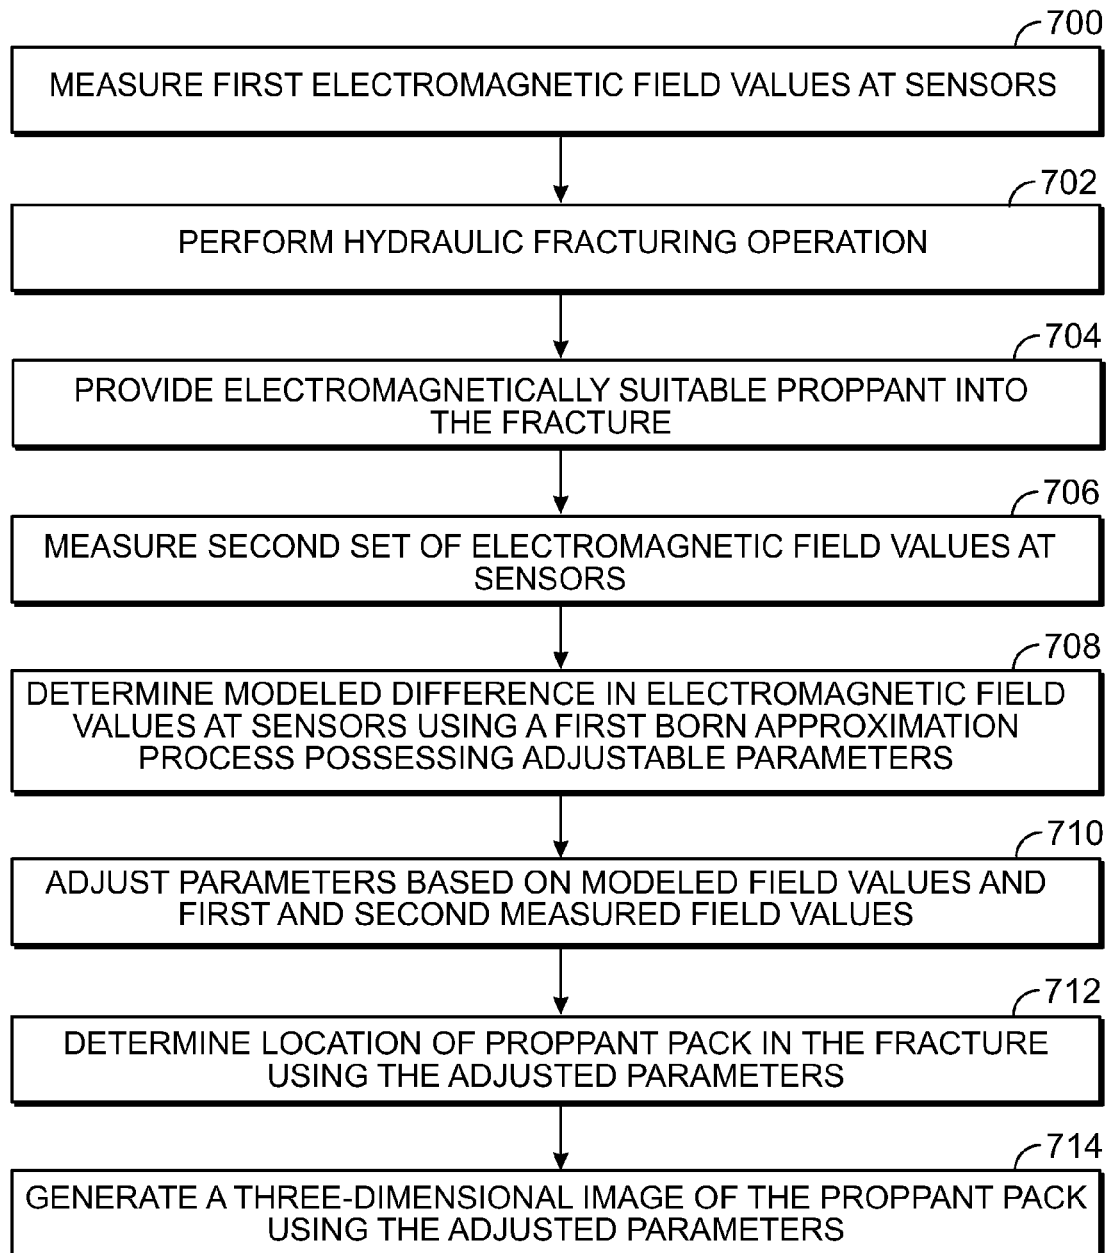 700
MEASURE FIRST ELECTROMAGNETIC FIELD VALUES AT SENSORS
702
PERFORM HYDRAULIC FRACTURING OPERATION
704
PROVIDE ELECTROMAGNETICALLY SUITABLE PROPPANT INTO
THE FRACTURE
706
MEASURE SECOND SET OF ELECTROMAGNETIC FIELD VALUES AT
SENSORS
708
DETERMINE MODELED DIFFERENCE IN ELECTROMAGNETIC FIELD
VALUES AT SENSORS USING A FIRST BORN APPROXIMATION
PROCESS POSSESSING ADJUSTABLE PARAMETERS
710
ADJUST PARAMETERS BASED ON MODELED FIELD VALUES AND
FIRST AND SECOND MEASURED FIELD VALUES
712
DETERMINE LOCATION OF PROPPANT PACK IN THE FRACTURE
USING THE ADJUSTED PARAMETERS
714
GENERATE A THREE-DIMENSIONAL IMAGE OF THE PROPPANT PACK
USING THE ADJUSTED PARAMETERS